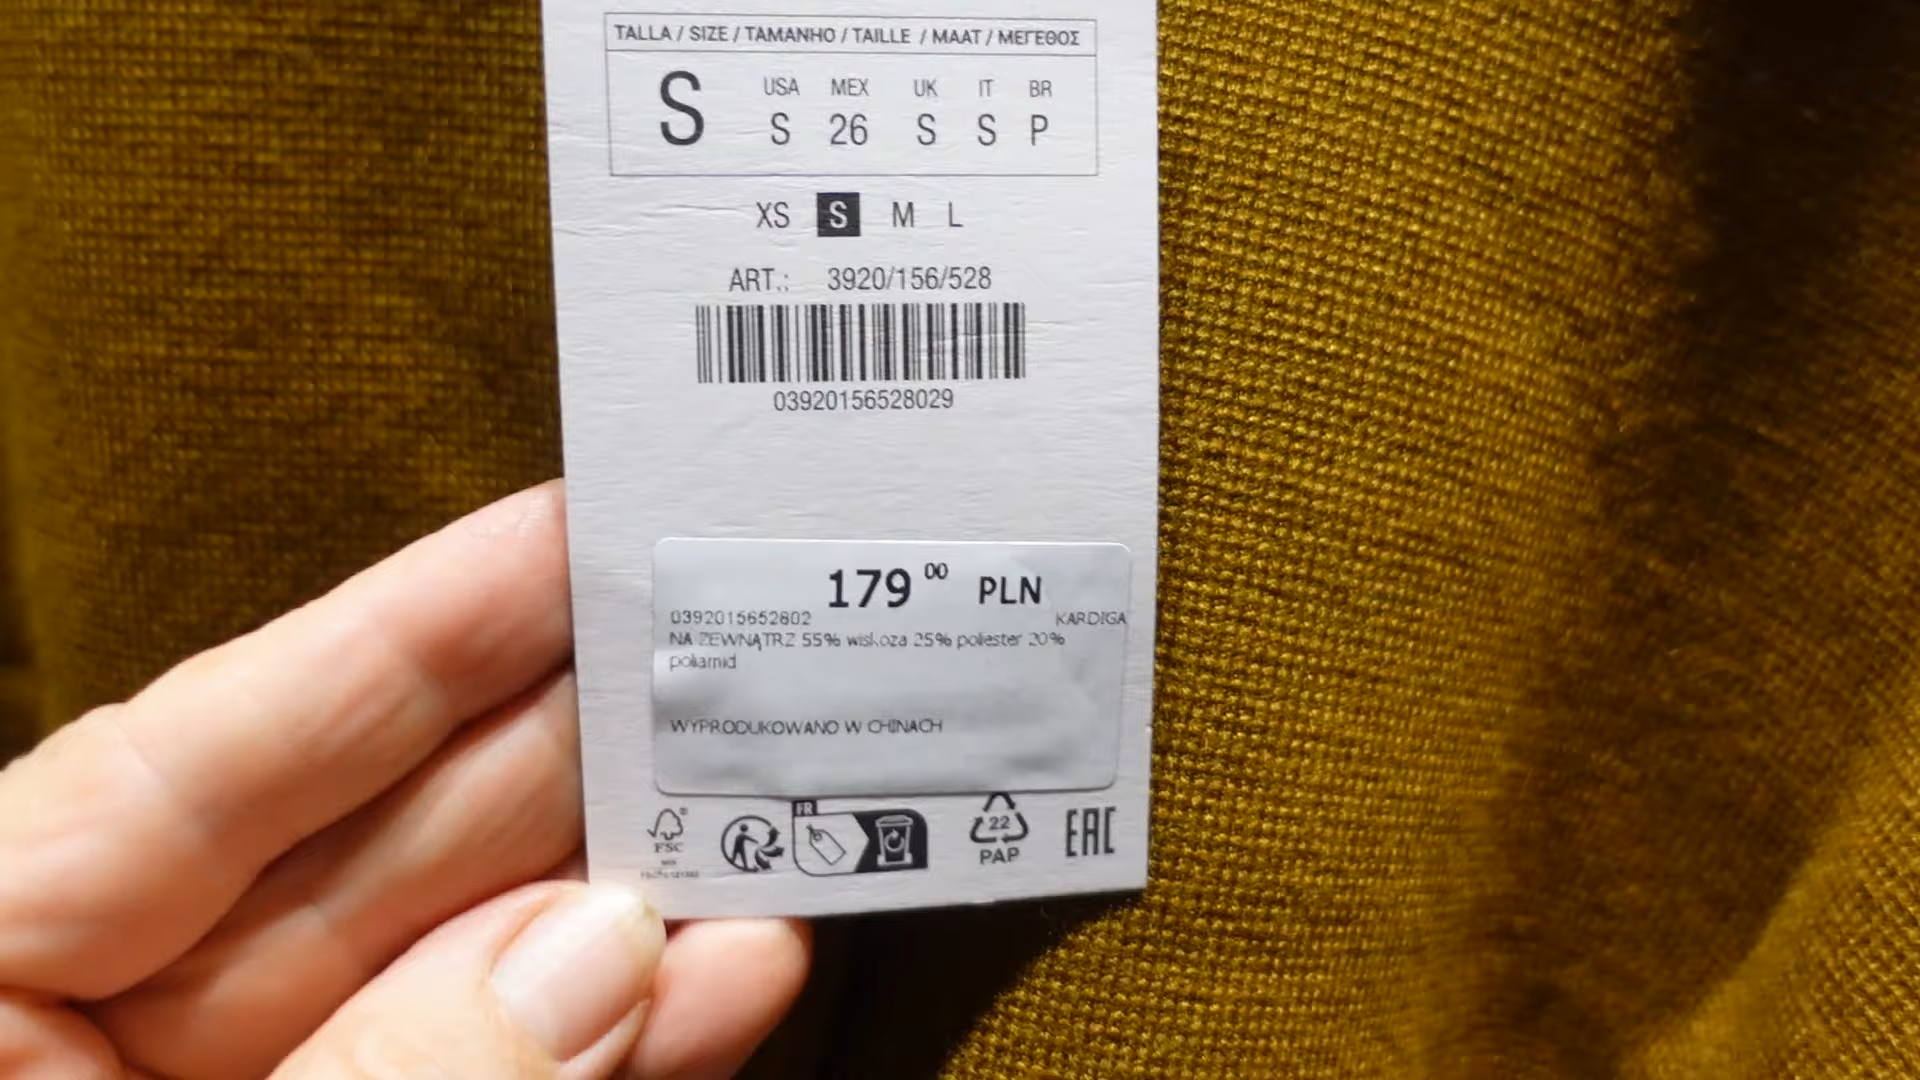 TALLA / SIZE / TAMANHO / TAILLE / MAAT / ΜΕΓΕΘΟΣ
USA MEX UK IT BR
S S 26 S S P
XS S M L
ART.: 3920/156/528
03920156528029
179 00 PLN
0392015652802 KARDIGA
NA ZEWNĄTRZ 55% wiskoza 25% poliester 20%
poliamid
WYPRODUKOWANO W CHINACH
FR
22
FSC
PAP
EAC